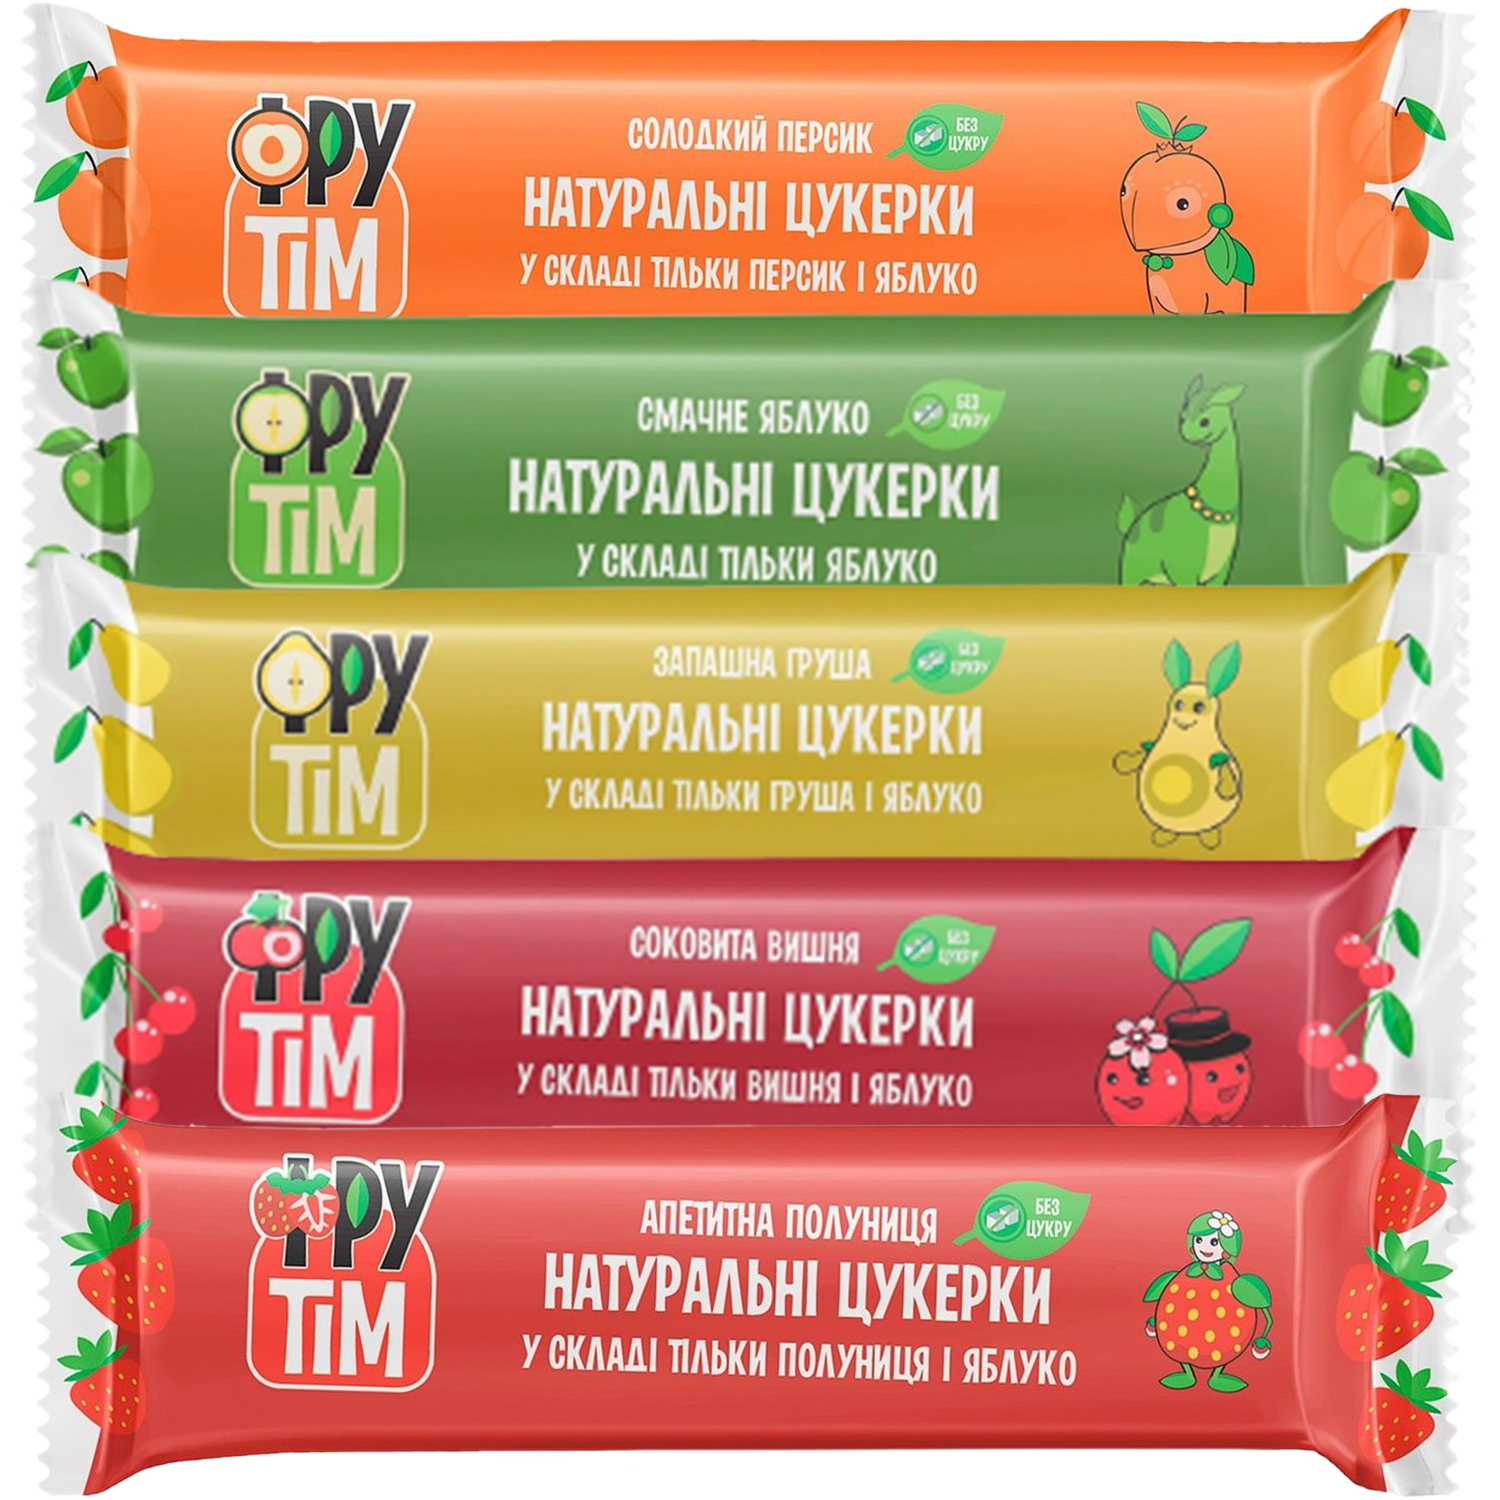 ФРУ
ТІМ
СОЛОДКИЙ ПЕРСИК
БЕЗ
ЦУКРУ
НАТУРАЛЬНІ ЦУКЕРКИ
У СКЛАДІ ТІЛЬКИ ПЕРСИК І ЯБЛУКО
ФРУ
ТІМ
СМАЧНЕ ЯБЛУКО
БЕЗ
ЦУКРУ
НАТУРАЛЬНІ ЦУКЕРКИ
У СКЛАДІ ТІЛЬКИ ЯБЛУКО
ФРУ
ТІМ
ЗАПАШНА ГРУША
БЕЗ
ЦУКРУ
НАТУРАЛЬНІ ЦУКЕРКИ
У СКЛАДІ ТІЛЬКИ ГРУША І ЯБЛУКО
ФРУ
ТІМ
СОКОВИТА ВИШНЯ
БЕЗ
ЦУКРУ
НАТУРАЛЬНІ ЦУКЕРКИ
У СКЛАДІ ТІЛЬКИ ВИШНЯ І ЯБЛУКО
ФРУ
ТІМ
АПЕТИТНА ПОЛУНИЦЯ
БЕЗ
ЦУКРУ
НАТУРАЛЬНІ ЦУКЕРКИ
У СКЛАДІ ТІЛЬКИ ПОЛУНИЦЯ І ЯБЛУКО